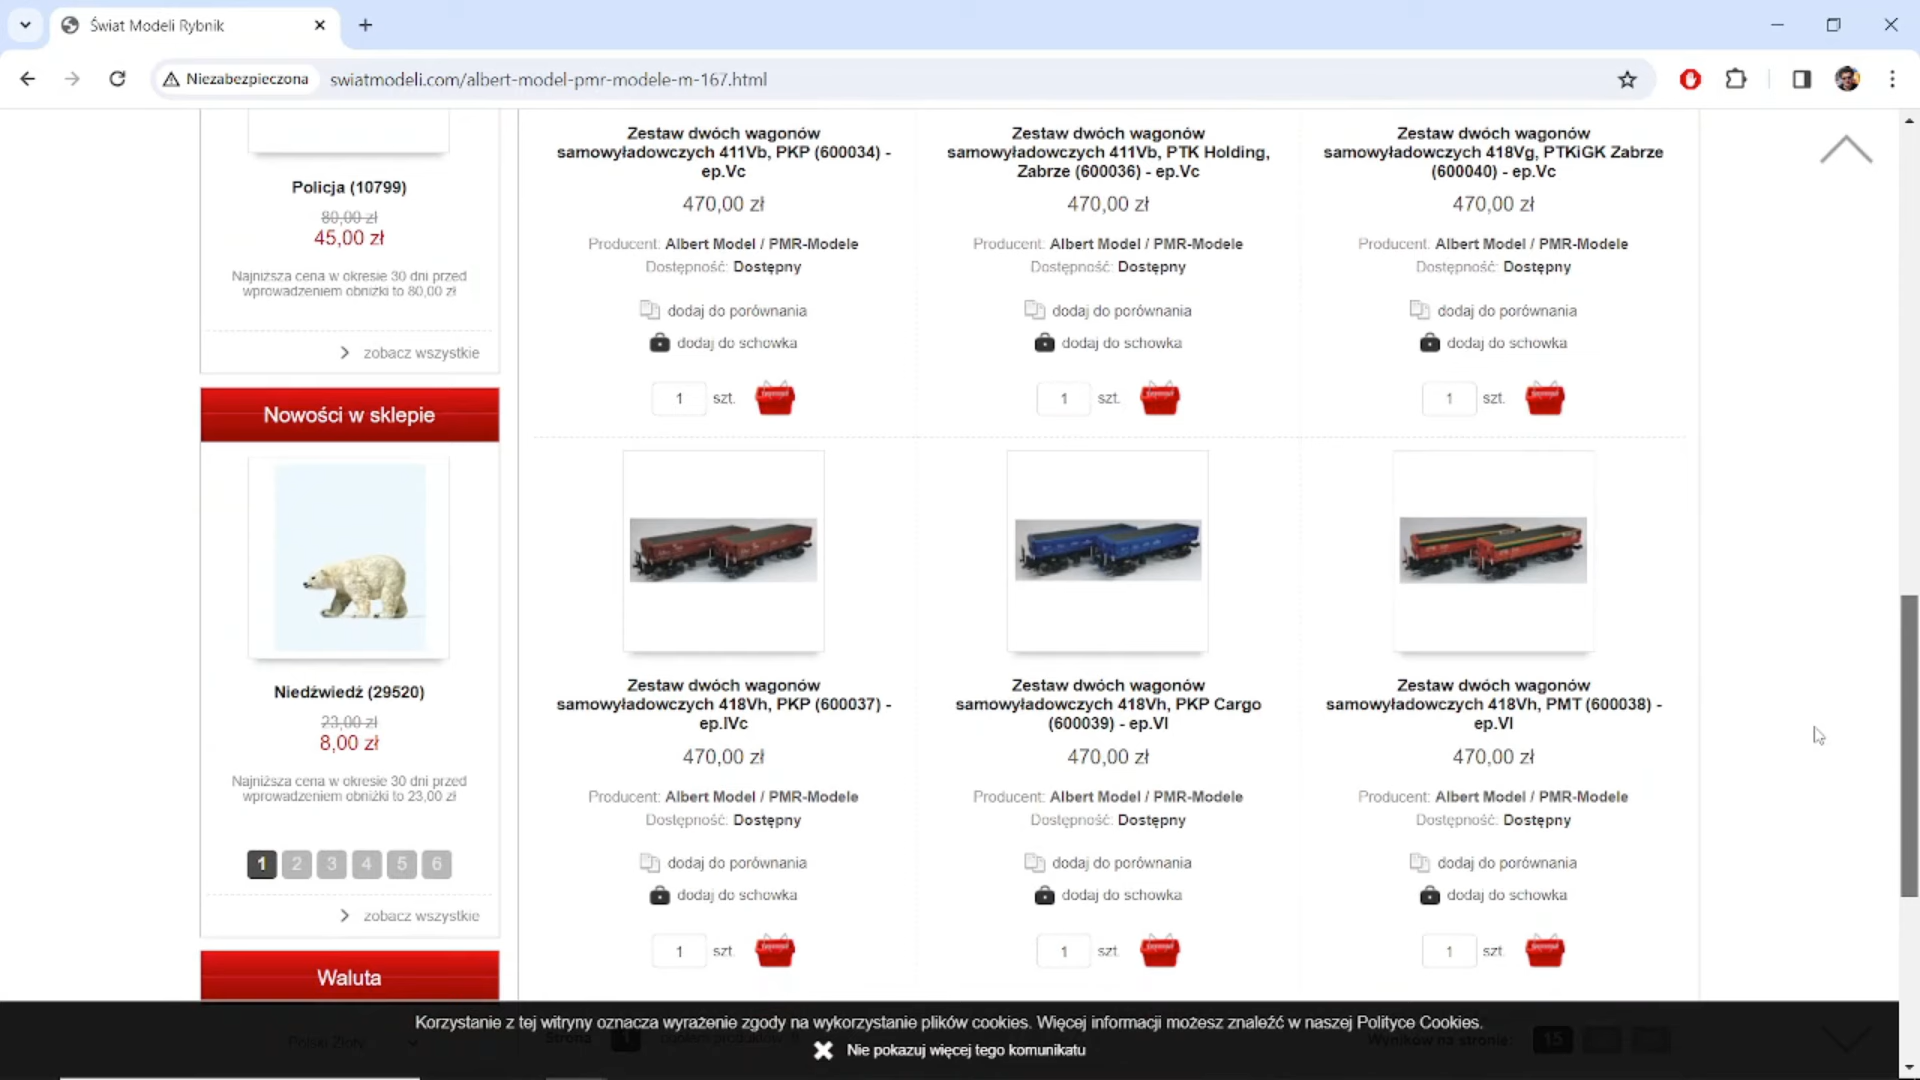 Świat Modeli Rybnik
Niezabezpieczona
swiatmodeli.com/albert-model-pmr-modele-m-167.html
Policja (10799)
80,00 zł
45,00 zł
Najniższa cena w okresie 30 dni przed
wprowadzeniem obniżki to 80,00 zł
zobacz wszystkie
Nowości w sklepie
Niedźwiedź (29520)
23,00 zł
8,00 zł
Najniższa cena w okresie 30 dni przed
wprowadzeniem obniżki to 23,00 zł
1 2 3 4 5 6
zobacz wszystkie
Waluta
Polski Złoty
Zestaw dwóch wagonów
samowyładowczych 411Vb, PKP (600034) -
ep.Vc
470,00 zł
Producent: Albert Model / PMR-Modele
Dostępność: Dostępny
dodaj do porównania
dodaj do schowka
1 szt.
Zestaw dwóch wagonów
samowyładowczych 411Vb, PTK Holding,
Zabrze (600036) - ep.Vc
470,00 zł
Producent: Albert Model / PMR-Modele
Dostępność: Dostępny
dodaj do porównania
dodaj do schowka
1 szt.
Zestaw dwóch wagonów
samowyładowczych 418Vg, PTKiGK Zabrze
(600040) - ep.Vc
470,00 zł
Producent: Albert Model / PMR-Modele
Dostępność: Dostępny
dodaj do porównania
dodaj do schowka
1 szt.
Zestaw dwóch wagonów
samowyładowczych 418Vh, PKP (600037) -
ep.IVc
470,00 zł
Producent: Albert Model / PMR-Modele
Dostępność: Dostępny
dodaj do porównania
dodaj do schowka
1 szt.
Zestaw dwóch wagonów
samowyładowczych 418Vh, PKP Cargo
(600039) - ep.VI
470,00 zł
Producent: Albert Model / PMR-Modele
Dostępność: Dostępny
dodaj do porównania
dodaj do schowka
1 szt.
Zestaw dwóch wagonów
samowyładowczych 418Vh, PMT (600038) -
ep.VI
470,00 zł
Producent: Albert Model / PMR-Modele
Dostępność: Dostępny
dodaj do porównania
dodaj do schowka
1 szt.
Strona 1
Wyników na stronie: 15
Korzystanie z tej witryny oznacza wyrażenie zgody na wykorzystanie plików cookies. Więcej informacji możesz znaleźć w naszej Polityce Cookies.
Nie pokazuj więcej tego komunikatu